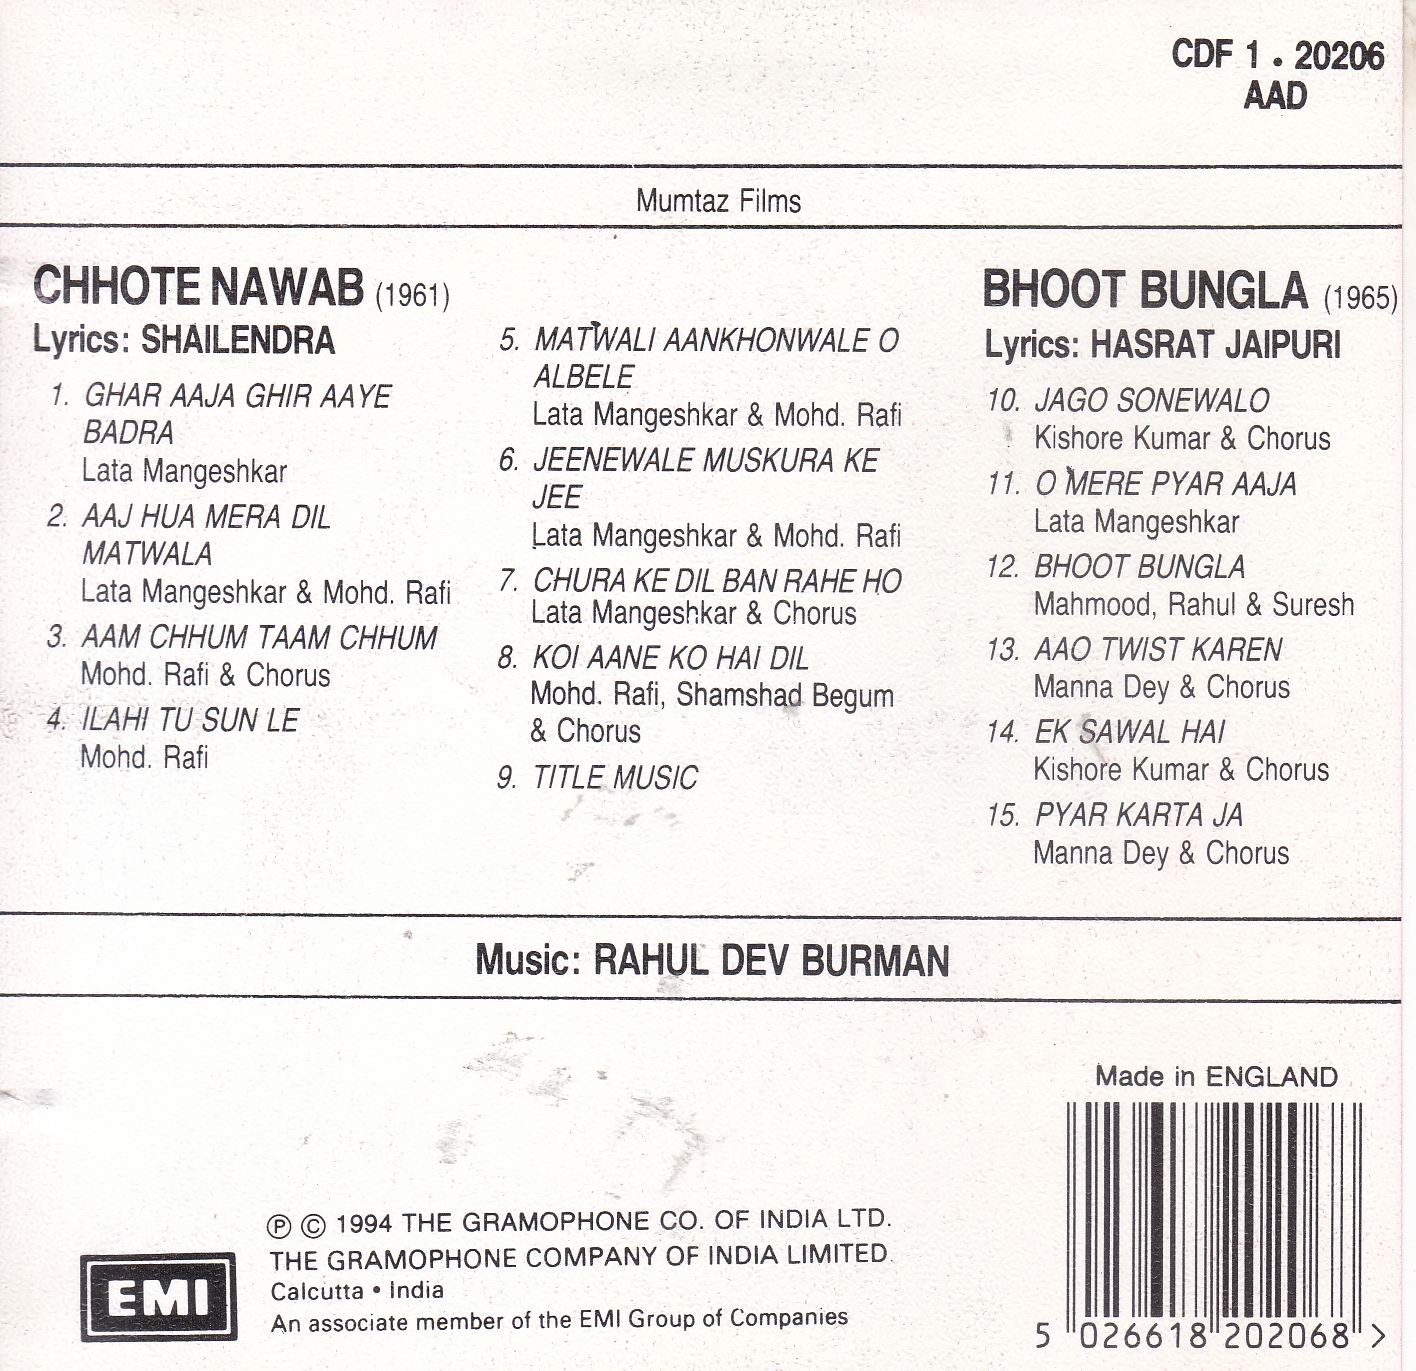 CDF 1 . 20206
AAD
Mumtaz Films
CHHOTE NAWAB (1961)
Lyrics: SHAILENDRA
1. GHAR AAJA GHIR AAYE
BADRA
Lata Mangeshkar
2. AAJ HUA MERA DIL
MATWALA
Lata Mangeshkar & Mohd. Rafi
3. AAM CHHUM TAAM CHHUM
Mohd. Rafi & Chorus
4. ILAHI TU SUN LE
Mohd. Rafi
5. MATWALI AANKHONWALE O
ALBELE
Lata Mangeshkar & Mohd. Rafi
6. JEENEWALE MUSKURA KE
JEE
Lata Mangeshkar & Mohd. Rafi
7. CHURA KE DIL BAN RAHE HO
Lata Mangeshkar & Chorus
8. KOI AANE KO HAI DIL
Mohd. Rafi, Shamshad Begum
& Chorus
9. TITLE MUSIC
BHOOT BUNGLA (1965)
Lyrics: HASRAT JAIPURI
10. JAGO SONEWALO
Kishore Kumar & Chorus
11. O MERE PYAR AAJA
Lata Mangeshkar
12. BHOOT BUNGLA
Mahmood, Rahul & Suresh
13. AAO TWIST KAREN
Manna Dey & Chorus
14. EK SAWAL HAI
Kishore Kumar & Chorus
15. PYAR KARTA JA
Manna Dey & Chorus
Music: RAHUL DEV BURMAN
Made in ENGLAND
5 026618 202068 >
℗ © 1994 THE GRAMOPHONE CO. OF INDIA LTD.
THE GRAMOPHONE COMPANY OF INDIA LIMITED.
Calcutta • India
An associate member of the EMI Group of Companies
EMI